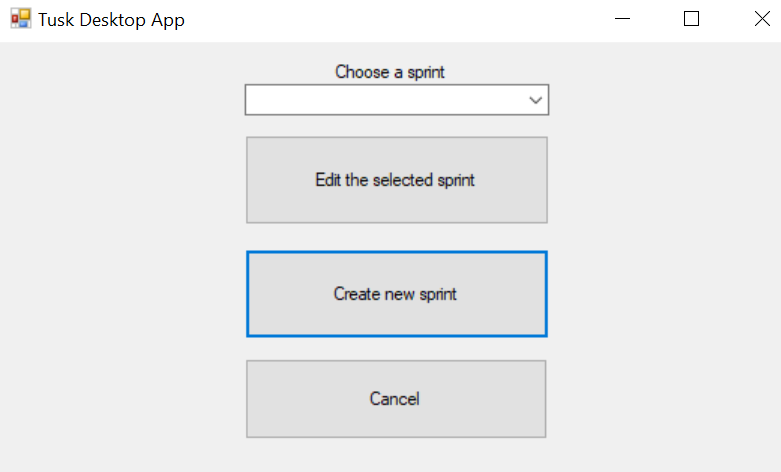 Tusk Desktop App
Choose a sprint
Edit the selected sprint
Create new sprint
Cancel